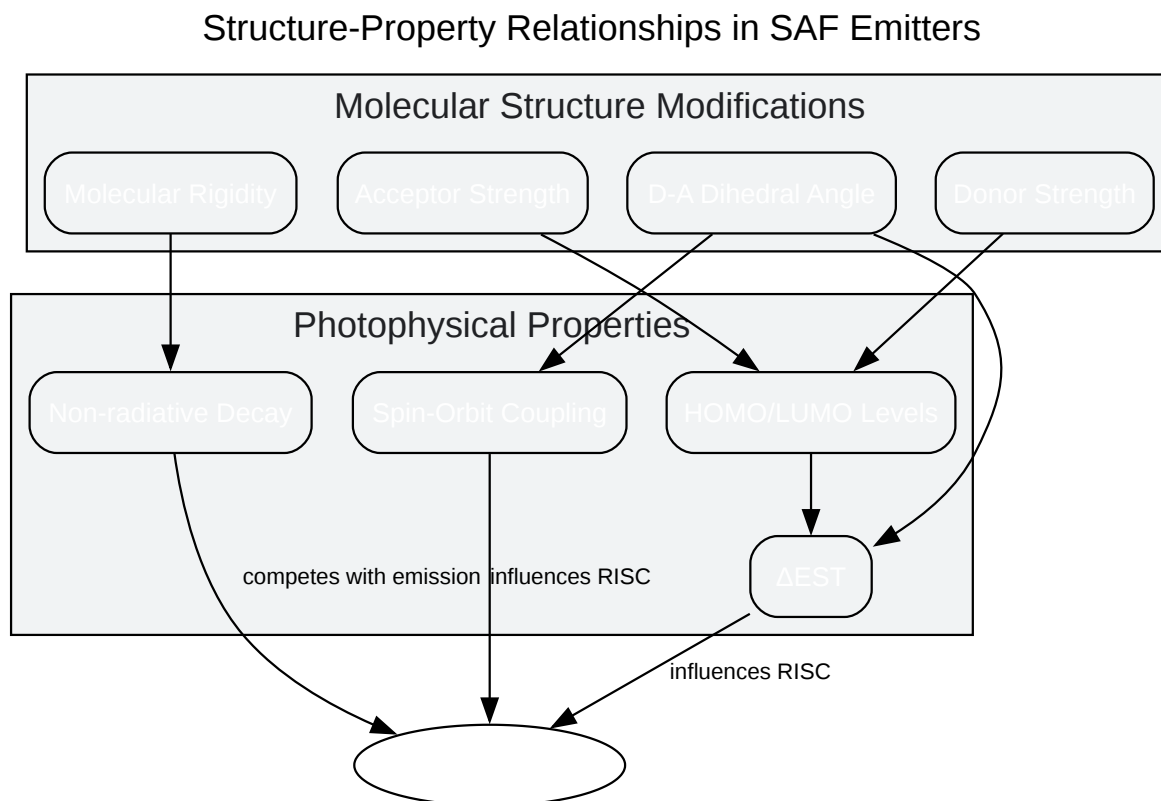 Structure-Property Relationships in SAF Emitters
Molecular Structure Modifications
Molecular Rigidity
Acceptor Strength
D-A Dihedral Angle
Donor Strength
Photophysical Properties
Non-radiative Decay
Spin-Orbit Coupling
HOMO/LUMO Levels
ΔEST
competes with emission
influences RISC
influences RISC